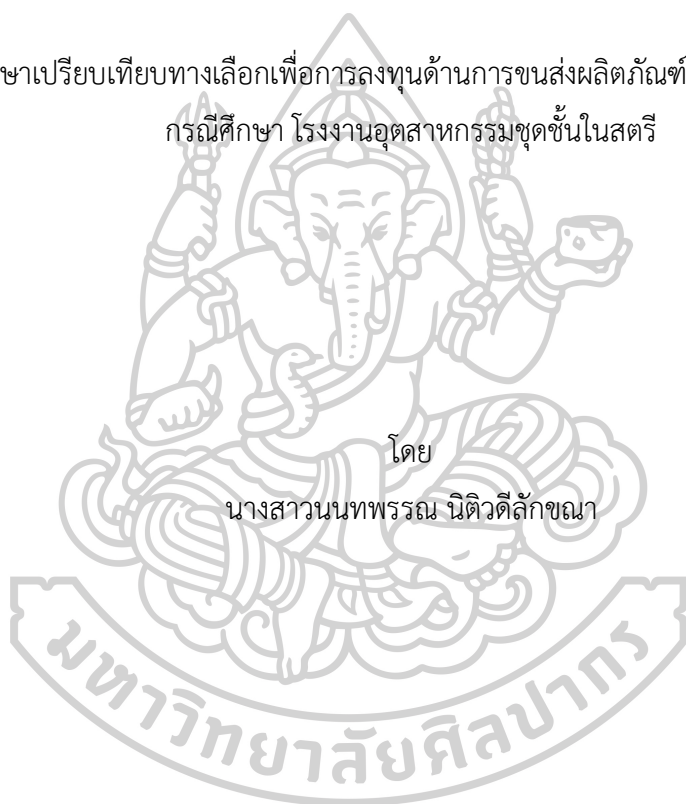 ษาเปรียบเทียบทางเลือกเพื่อการลงทุนด้านการขนส่งผลิตภัณฑ์
กรณีศึกษา โรงงานอุตสาหกรรมชุดชั้นในสตรี
โดย
นางสาวนนทพรรณ นิติวดีลักขณา
มหาวิทยาลัยศิลปากร